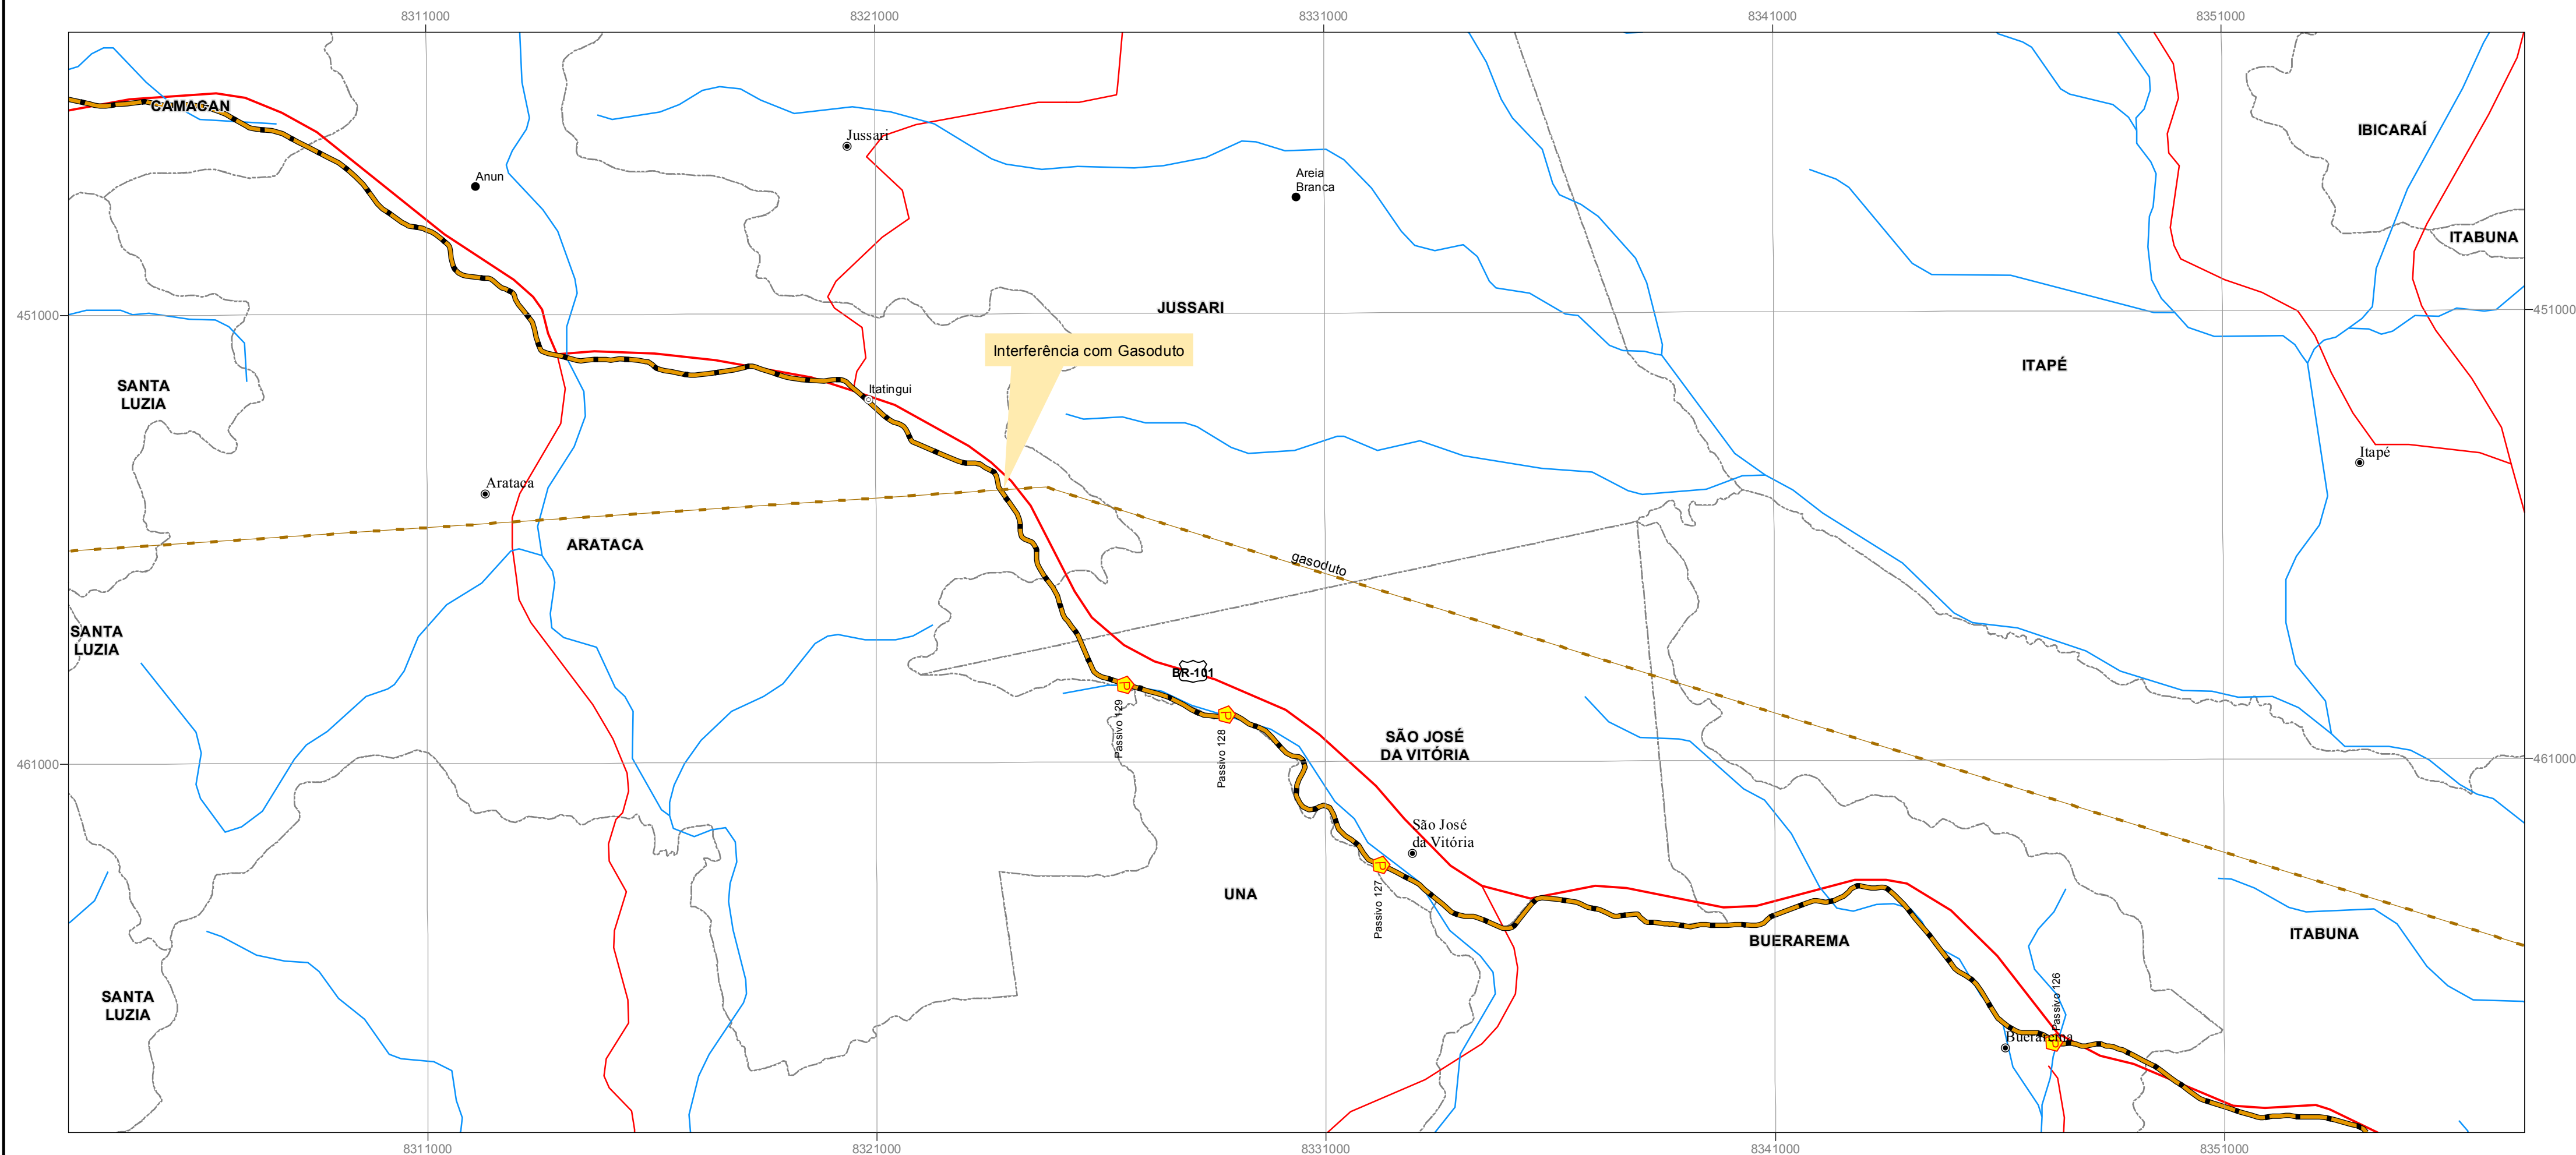 8311000
8321000
8331000
8341000
8351000
CAMACAN
IBICARAÍ
Jussari
Anun
Areia
Branca
ITABUNA
JUSSARI
451000
451000
Interferência com Gasoduto
ITAPÉ
SANTA
LUZIA
Itatingui
Itapé
Arataca
ARATACA
gasoduto
SANTA
LUZIA
BR-101
P
Passivo 129
P
Passivo 128
SÃO JOSÉ
DA VITÓRIA
461000
461000
São José
da Vitória
P
Passivo 127
UNA
BUERAREMA
ITABUNA
SANTA
LUZIA
Passivo 126
Buerarema
P
8311000
8321000
8331000
8341000
8351000